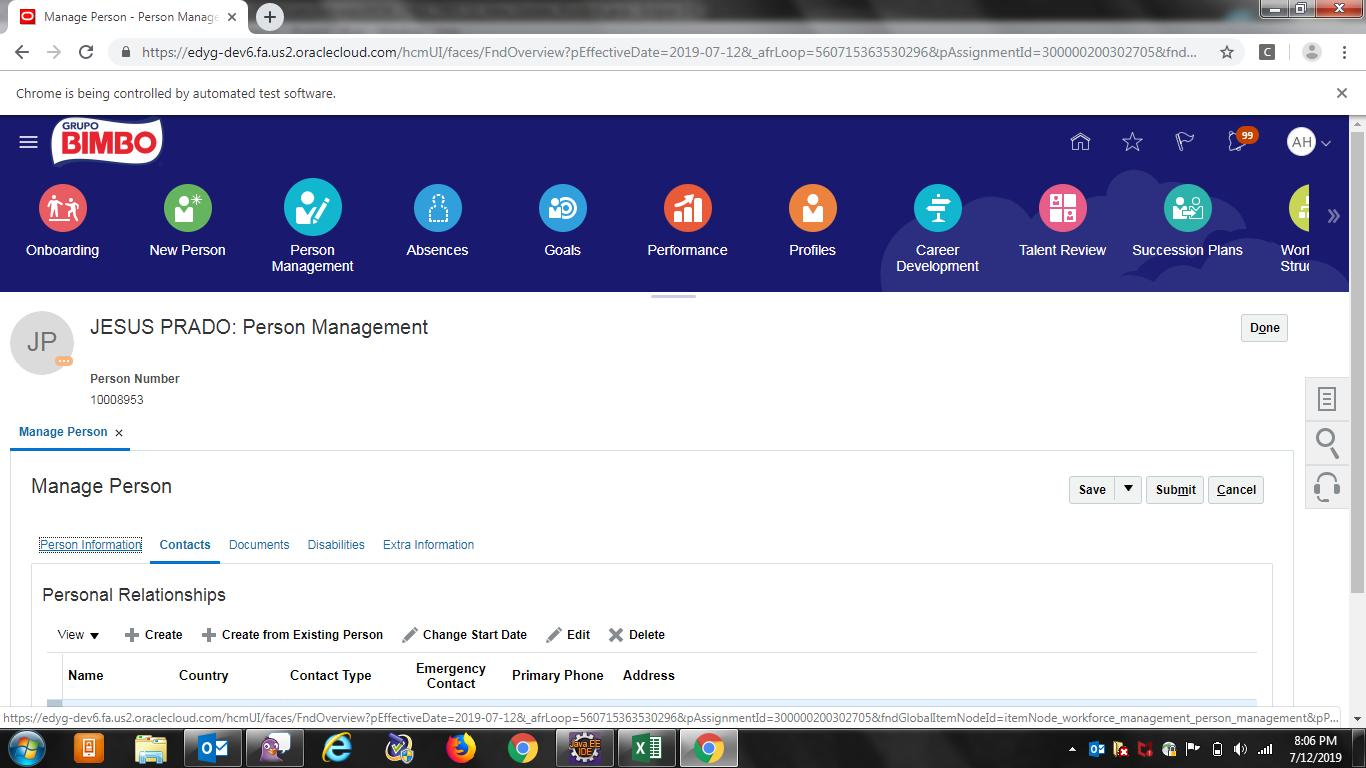 Manage Person - Person Manage
https://edyg-dev6.fa.us2.oraclecloud.com/hcmUI/faces/FndOverview?pEffectiveDate=2019-07-12&_afrLoop=560715363530296&pAssignmentId=300000200302705&fnd...
C
Chrome is being controlled by automated test software.
GRUPO
BIMBO
99
AH
Onboarding
New Person
Person
Management
Absences
Goals
Performance
Profiles
Career
Development
Talent Review
Succession Plans
Worl
Struc
JP
JESUS PRADO: Person Management
Done
Person Number
10008953
Manage Person
Manage Person
Save
Submit
Cancel
Person Information
Contacts
Documents
Disabilities
Extra Information
Personal Relationships
View
Create
Create from Existing Person
Change Start Date
Edit
Delete
Name
Country
Contact Type
Emergency
Contact
Primary Phone
Address
https://edyg-dev6.fa.us2.oraclecloud.com/hcmUI/faces/FndOverview?pEffectiveDate=2019-07-12&_afrLoop=560715363530296&pAssignmentId=300000200302705&fndGlobalItemNodeId=itemNode_workforce_management_person_management&pP...
Java EE
IDE
8:06 PM
7/12/2019